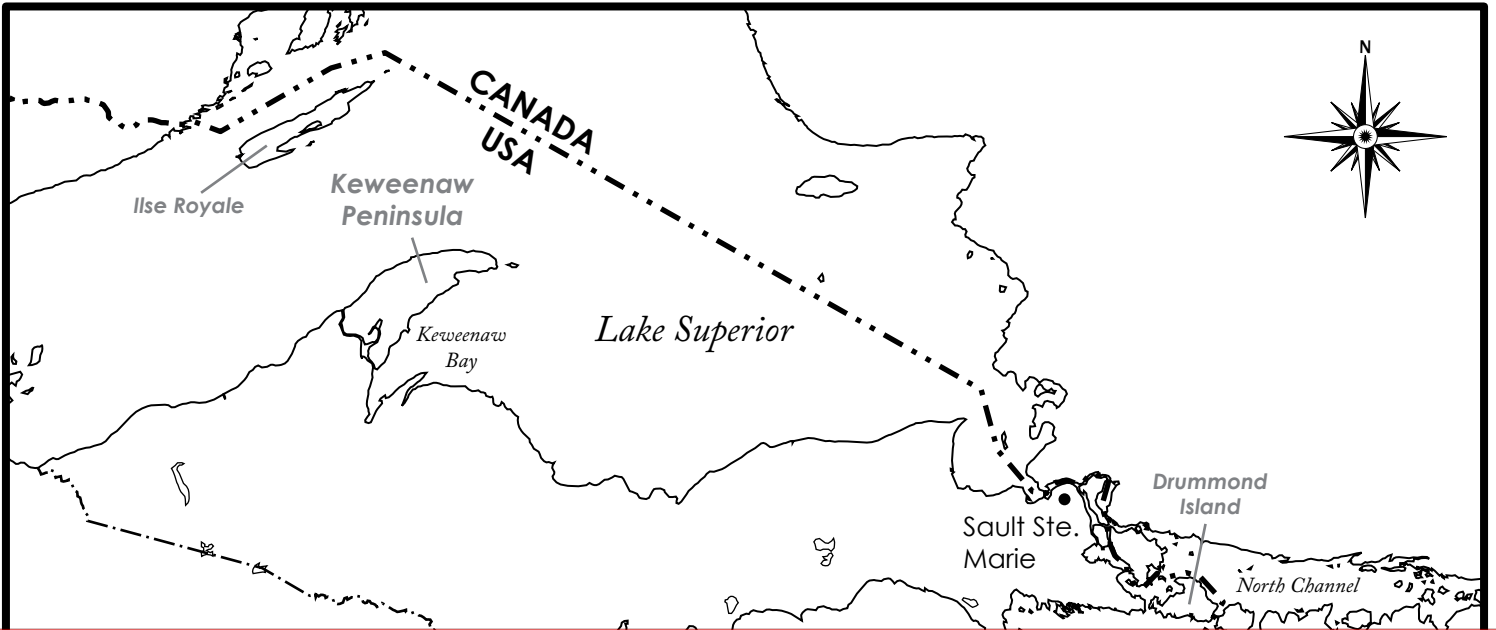 N
CANADA
USA
Ilse Royale
Keweenaw
Peninsula
Keweenaw
Bay
Lake Superior
Drummond
Island
Sault Ste.
Marie
North Channel